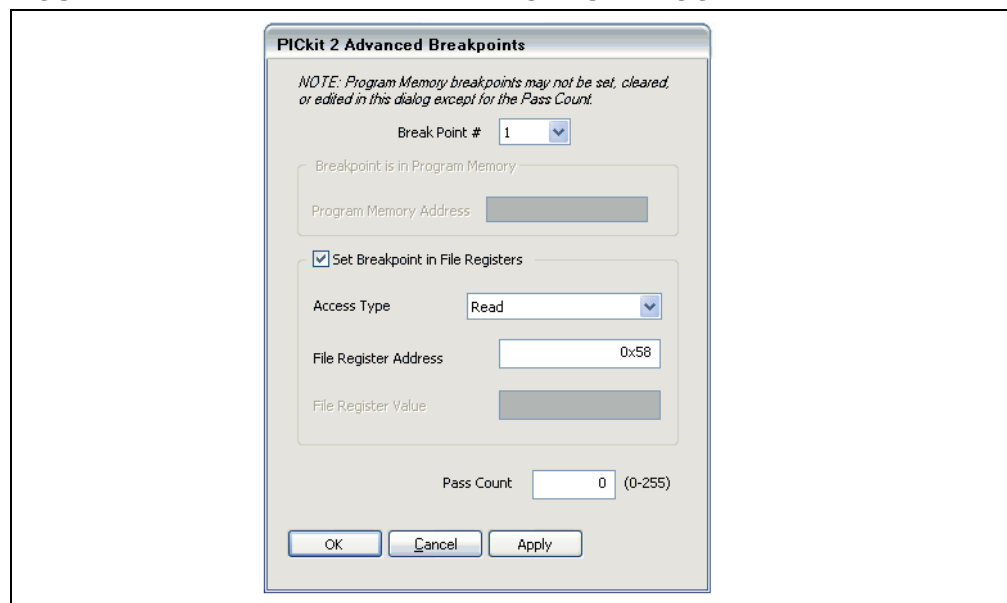 PICkit 2 Advanced Breakpoints
NOTE: Program Memory breakpoints may not be set, cleared,
or edited in this dialog except for the Pass Count.
Break Point # 1
Breakpoint is in Program Memory
Program Memory Address
Set Breakpoint in File Registers
Access Type Read
File Register Address 0x58
File Register Value
Pass Count 0 (0-255)
OK Cancel Apply